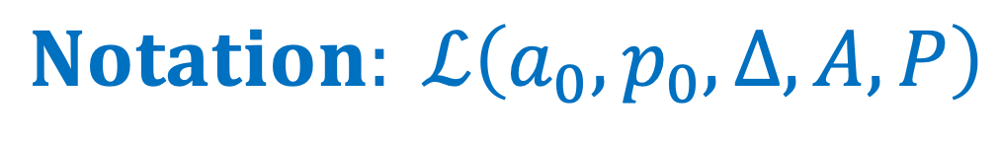 Notation: ℒ(𝑎₀, 𝑝₀, Δ, 𝐴, 𝑃)